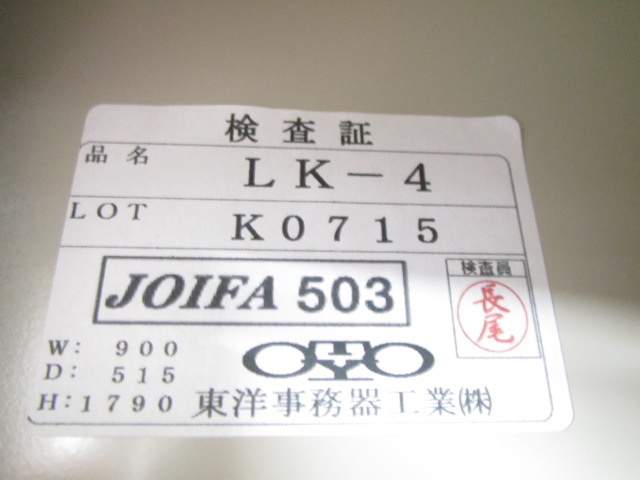 検査証
品名 LK-4
LOT K0715
JOIFA 503
検査員
長尾
W: 900
D: 515
H:1790
TOYO
東洋事務器工業㈱